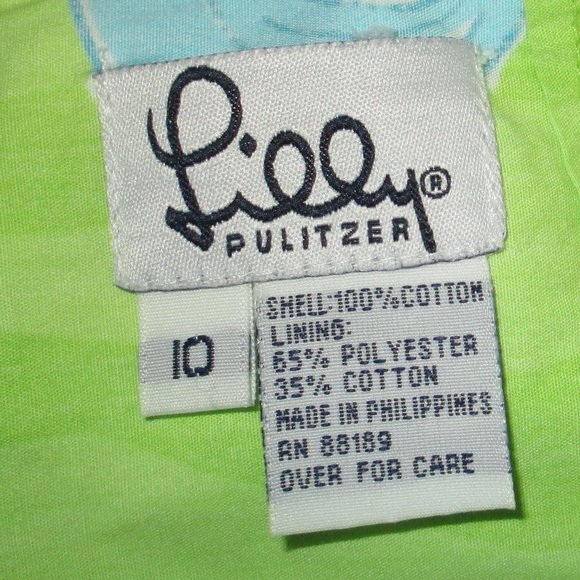 Lilly®
PULITZER
10
SHELL:100%COTTON
LINING:
65% POLYESTER
35% COTTON
MADE IN PHILIPPINES
RN 88189
OVER FOR CARE